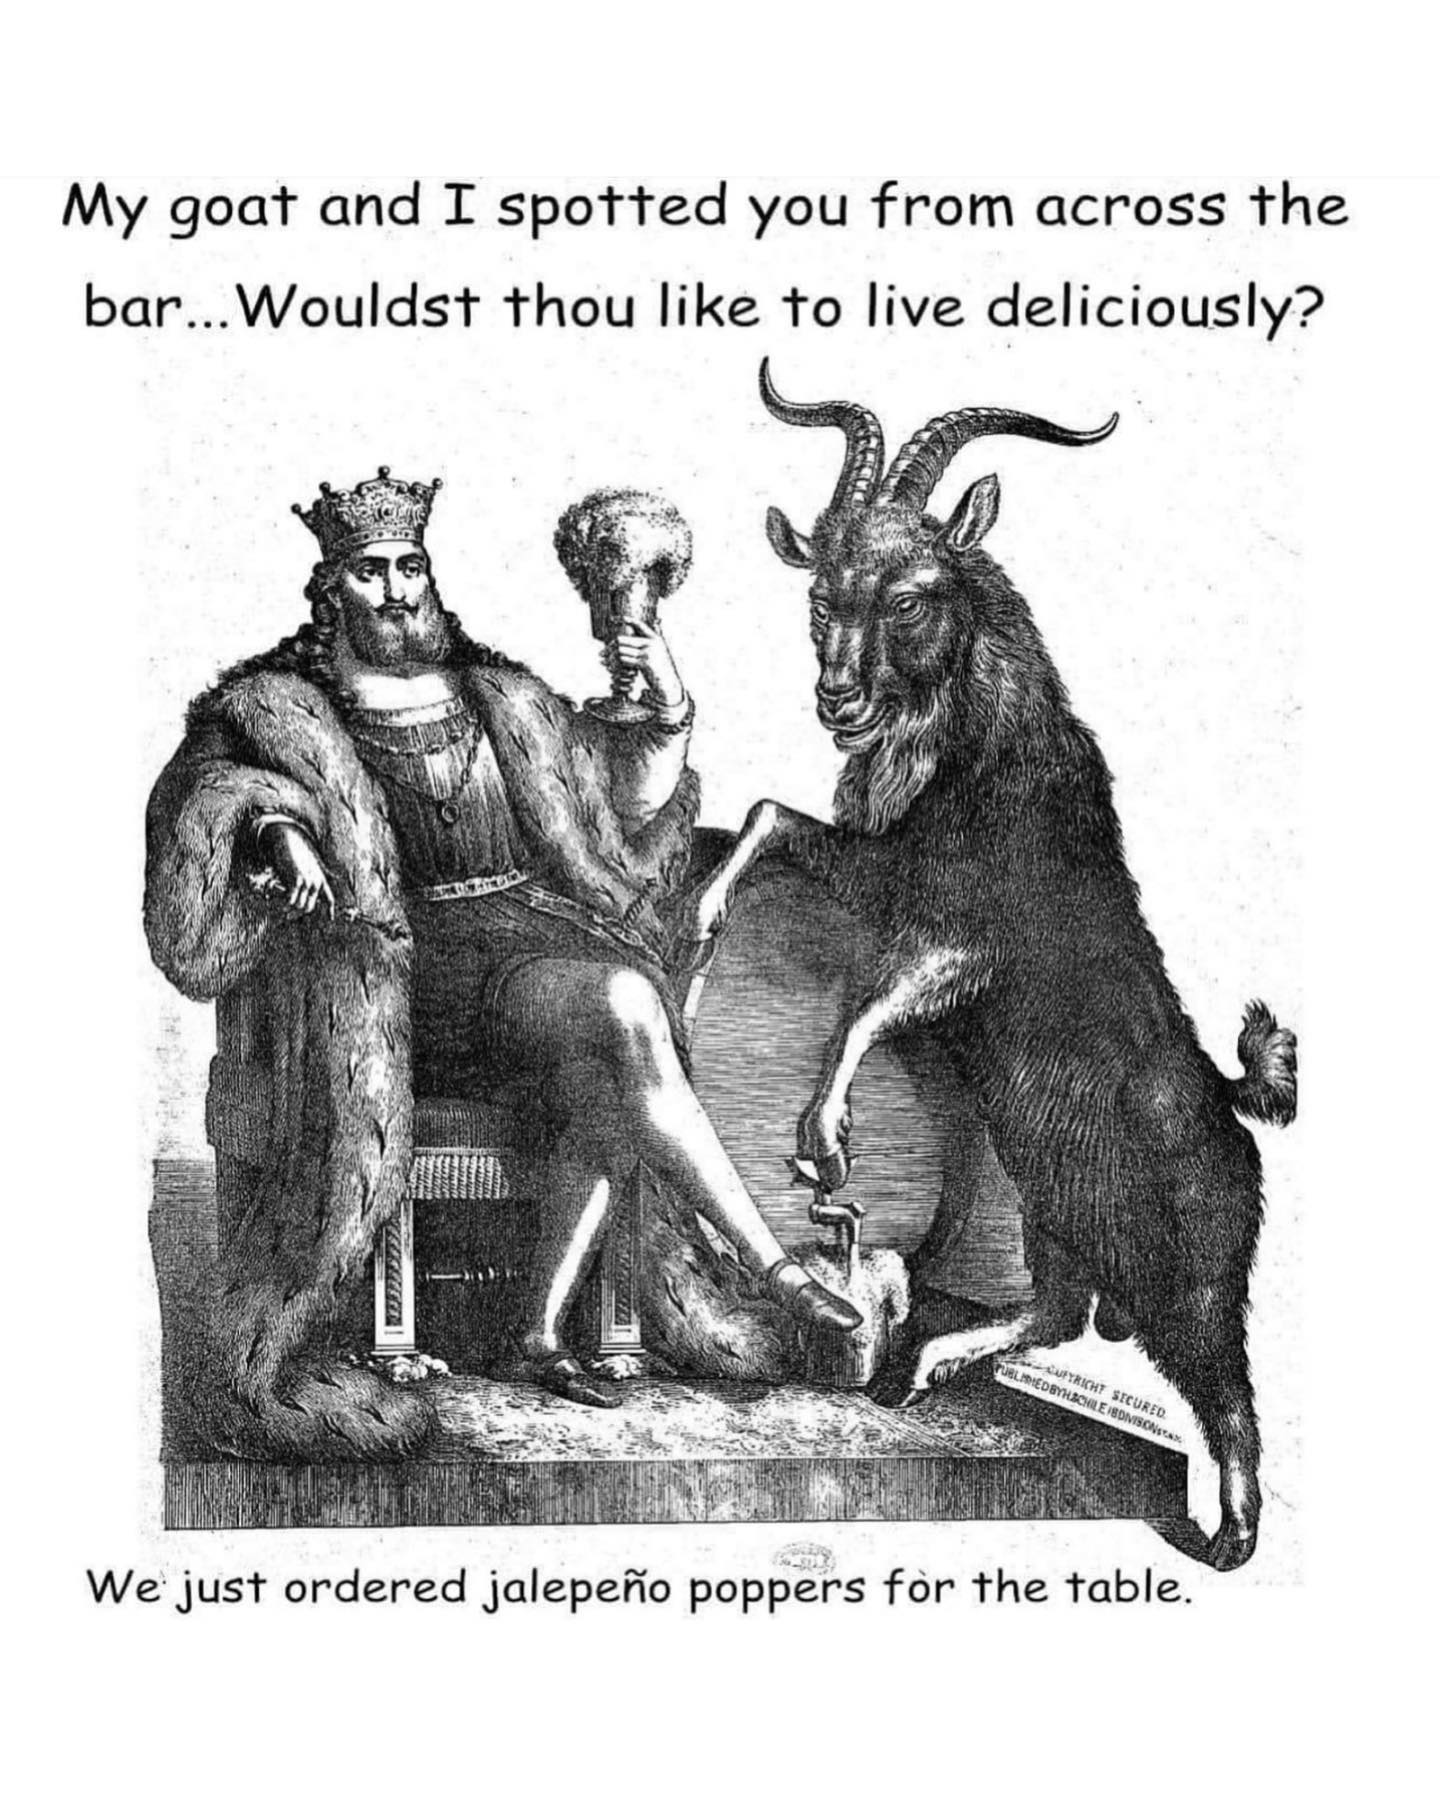 My goat and I spotted you from across the
bar...Wouldst thou like to live deliciously?
COPYRIGHT SECURED.
We just ordered jalepeño poppers for the table.